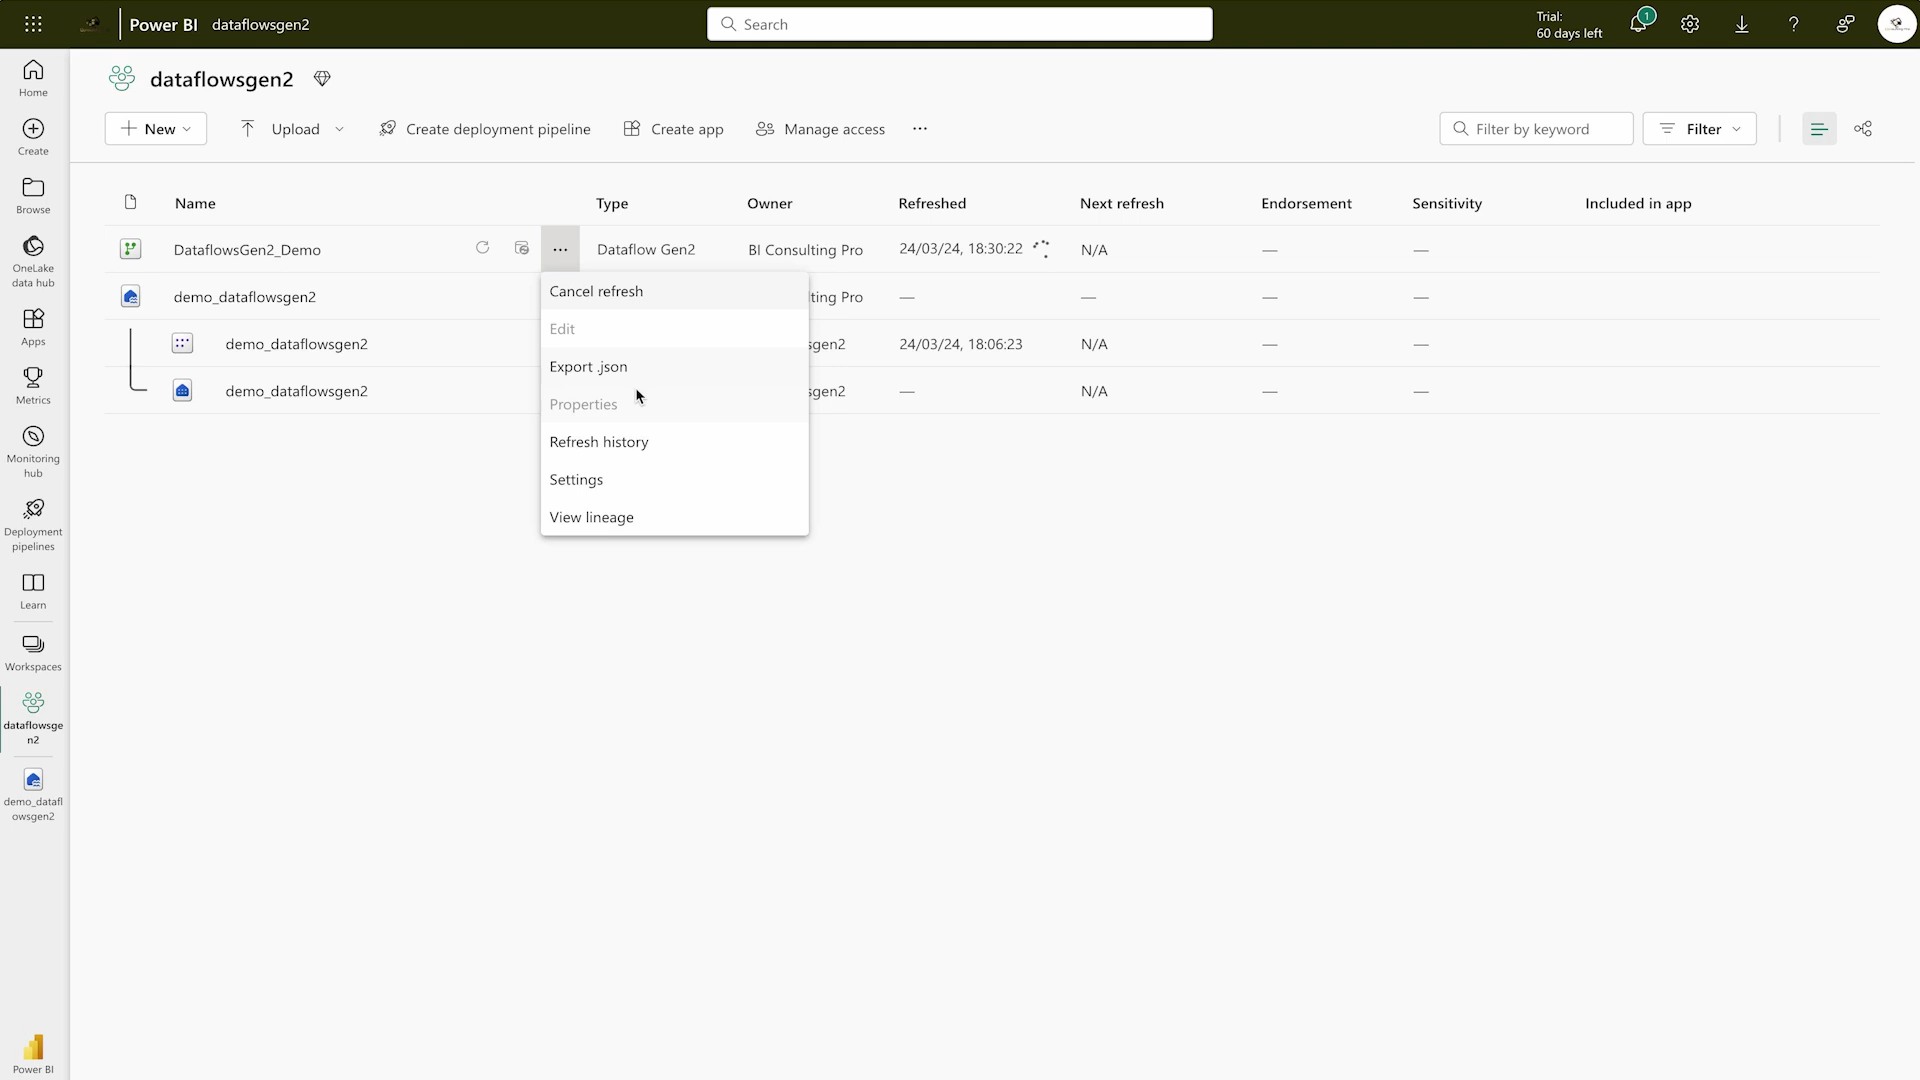 Power BI dataflowsgen2
Search
Trial:
60 days left
1
Home
Create
Browse
OneLake
data hub
Apps
Metrics
Monitoring
hub
Deployment
pipelines
Learn
Workspaces
dataflowsge
n2
demo_datafl
owsgen2
Power BI
dataflowsgen2
New Upload Create deployment pipeline Create app Manage access ...
Filter by keyword Filter
Name Type Owner Refreshed Next refresh Endorsement Sensitivity Included in app
DataflowsGen2_Demo ... Dataflow Gen2 BI Consulting Pro 24/03/24, 18:30:22 N/A — —
demo_dataflowsgen2 lting Pro — — — —
demo_dataflowsgen2 sgen2 24/03/24, 18:06:23 N/A — —
demo_dataflowsgen2 sgen2 — N/A — —
Cancel refresh
Edit
Export .json
Properties
Refresh history
Settings
View lineage